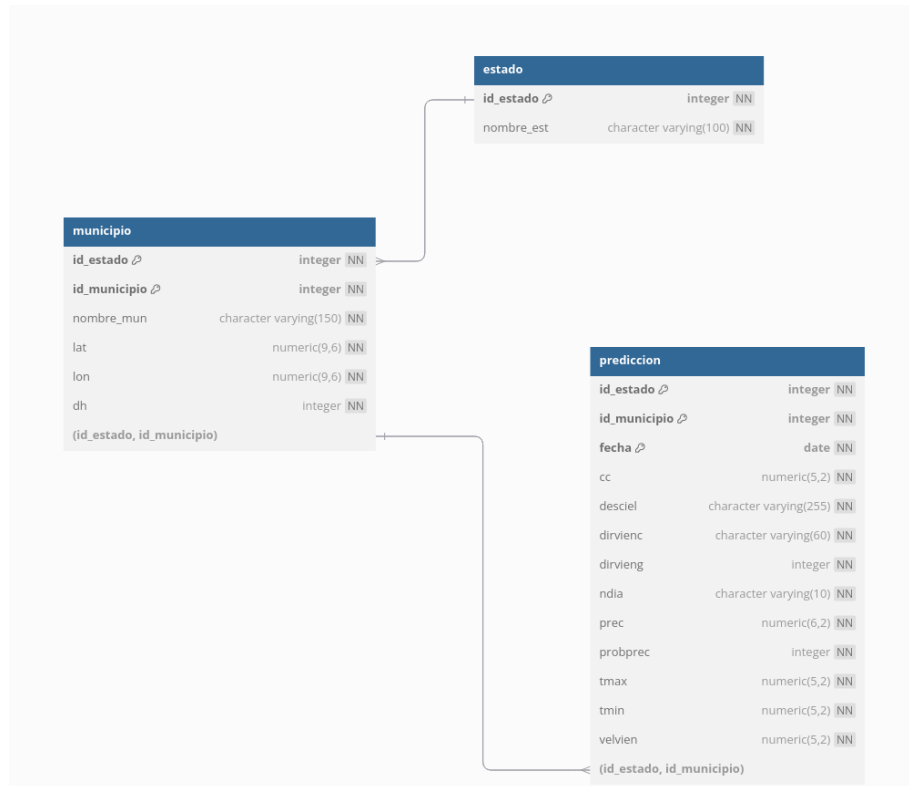 estado
id_estado integer NN
nombre_est character varying(100) NN
municipio
id_estado integer NN
id_municipio integer NN
nombre_mun character varying(150) NN
lat numeric(9,6) NN
lon numeric(9,6) NN
dh integer NN
(id_estado, id_municipio)
prediccion
id_estado integer NN
id_municipio integer NN
fecha date NN
cc numeric(5,2) NN
desciel character varying(255) NN
dirvienc character varying(60) NN
dirvieng integer NN
ndia character varying(10) NN
prec numeric(6,2) NN
probprec integer NN
tmax numeric(5,2) NN
tmin numeric(5,2) NN
velvien numeric(5,2) NN
(id_estado, id_municipio)